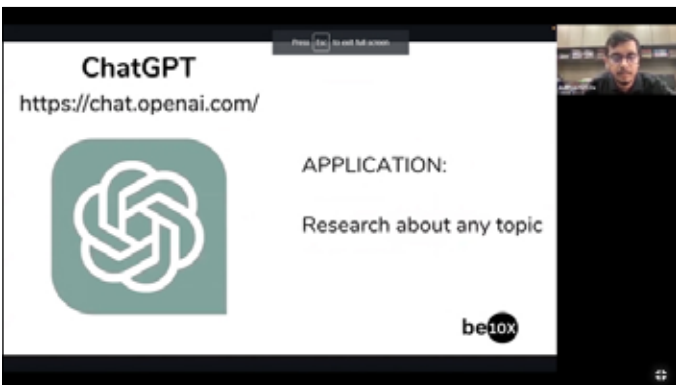 Press Esc to exit full screen
ChatGPT
https://chat.openai.com/
APPLICATION:
Research about any topic
be10X